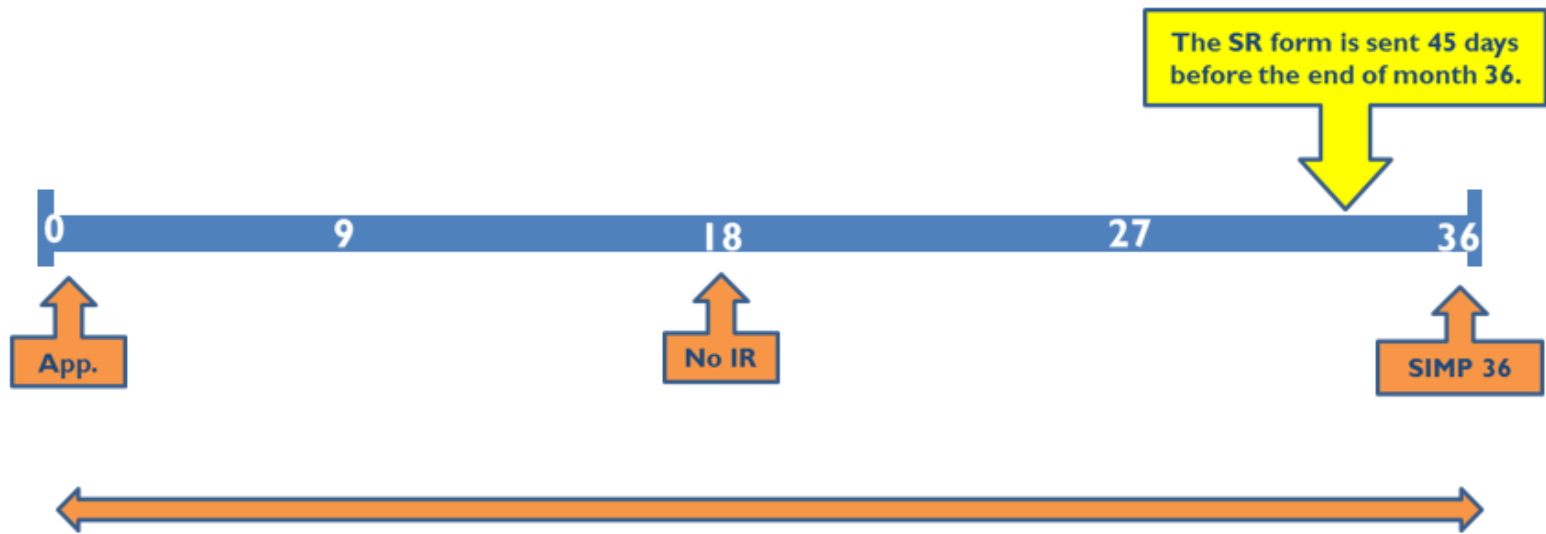 The SR form is sent 45 days
before the end of month 36.
0 9 18 27 36
App. No IR SIMP 36